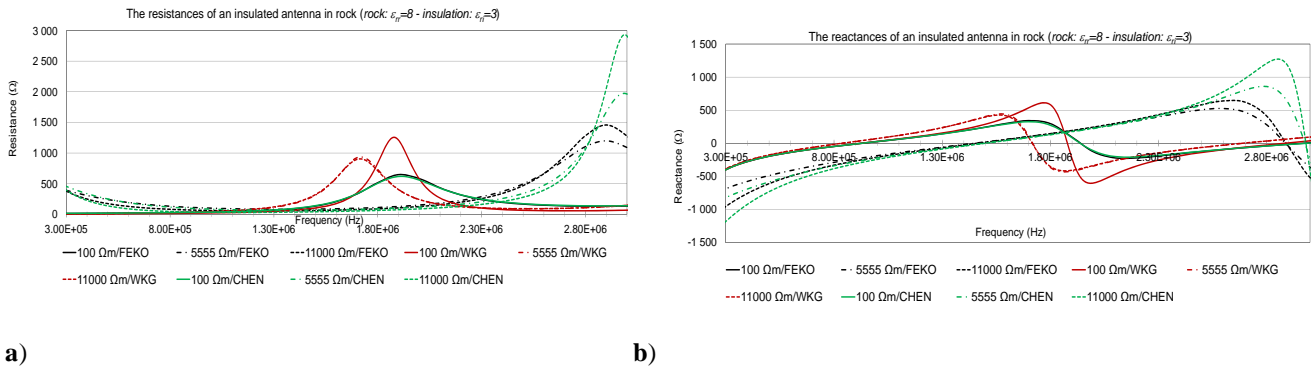 The resistances of an insulated antenna in rock (rock: εrr=8 - insulation: εri=3)
3 000
2 500
2 000
1 500
1 000
500
0
Resistance (Ω)
3.00E+05 8.00E+05 1.30E+06 1.80E+06 2.30E+06 2.80E+06
Frequency (Hz)
100 Ωm/FEKO 5555 Ωm/FEKO 11000 Ωm/FEKO 100 Ωm/WKG 5555 Ωm/WKG
11000 Ωm/WKG 100 Ωm/CHEN 5555 Ωm/CHEN 11000 Ωm/CHEN
a)
The reactances of an insulated antenna in rock (rock: εrr=8 - insulation: εri=3)
1 500
1 000
500
0
-500
-1 000
-1 500
Reactance (Ω)
3.00E+05 8.00E+05 1.30E+06 1.80E+06 2.30E+06 2.80E+06
Frequency (Hz)
100 Ωm/FEKO 5555 Ωm/FEKO 11000 Ωm/FEKO 100 Ωm/WKG 5555 Ωm/WKG
11000 Ωm/WKG 100 Ωm/CHEN 5555 Ωm/CHEN 11000 Ωm/CHEN
b)